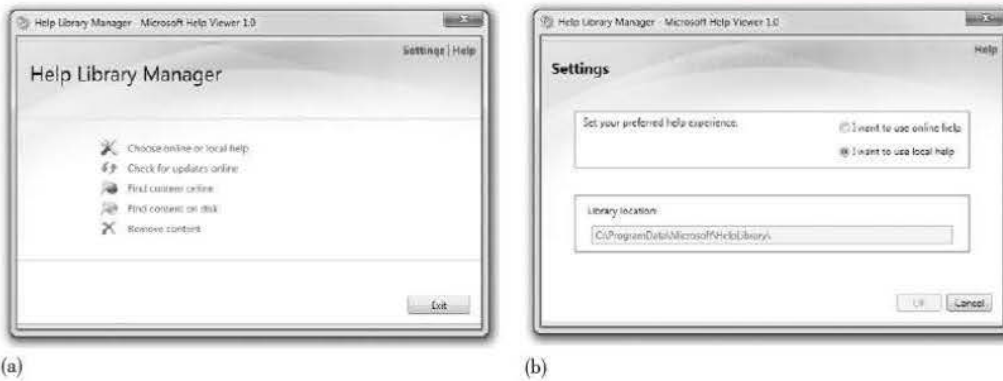 Help Library Manager - Microsoft Help Viewer 1.0
Settings | Help
Help Library Manager
Choose online or local help
Check for updates online
Find content online
Find content on disk
Remove content
Exit
(a)
Help Library Manager - Microsoft Help Viewer 1.0
Help
Settings
Set your preferred help experience.
I want to use online help
I want to use local help
Library location:
C:\ProgramData\Microsoft\HelpLibrary\
OK
Cancel
(b)